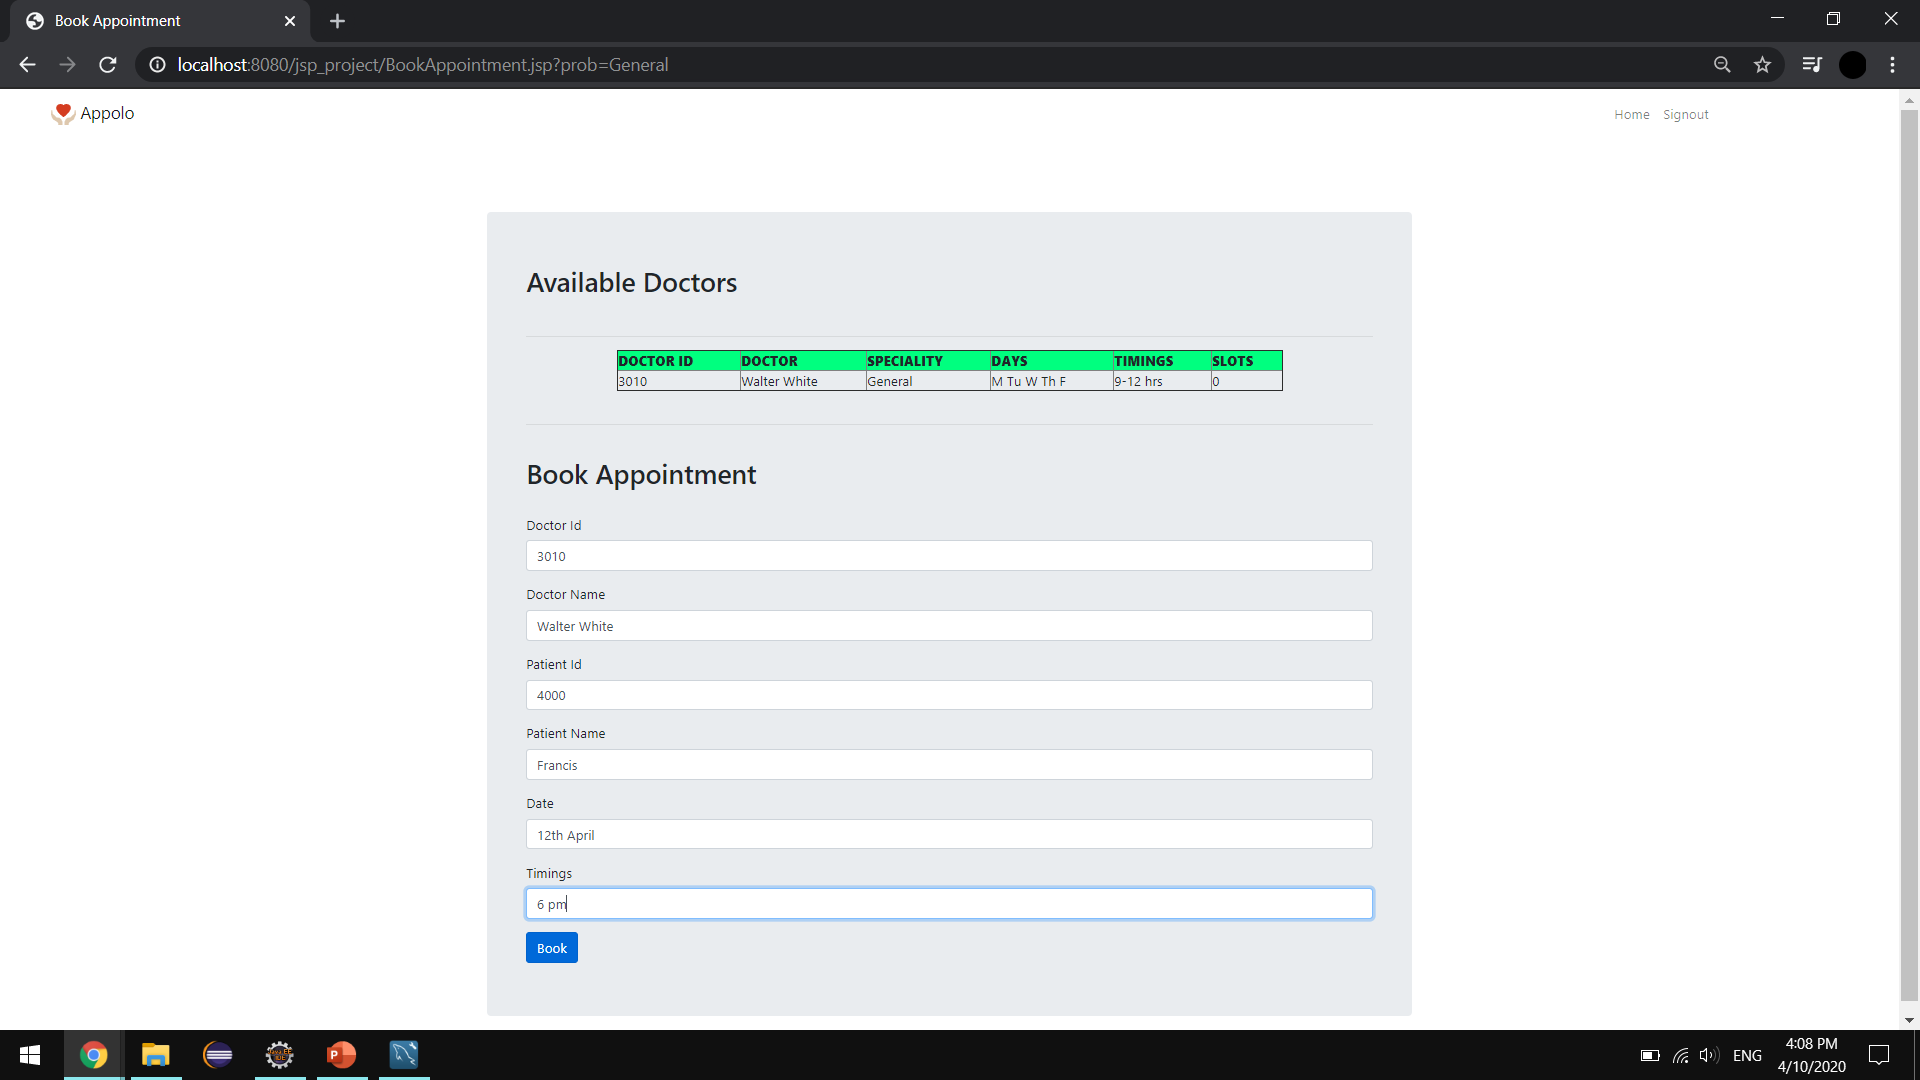 Book Appointment
localhost:8080/jsp_project/BookAppointment.jsp?prob=General
Appolo
Home Signout
Available Doctors
DOCTOR ID DOCTOR SPECIALITY DAYS TIMINGS SLOTS
3010 Walter White General M Tu W Th F 9-12 hrs 0
Book Appointment
Doctor Id
3010
Doctor Name
Walter White
Patient Id
4000
Patient Name
Francis
Date
12th April
Timings
6 pm
Book
P
ENG
4:08 PM
4/10/2020